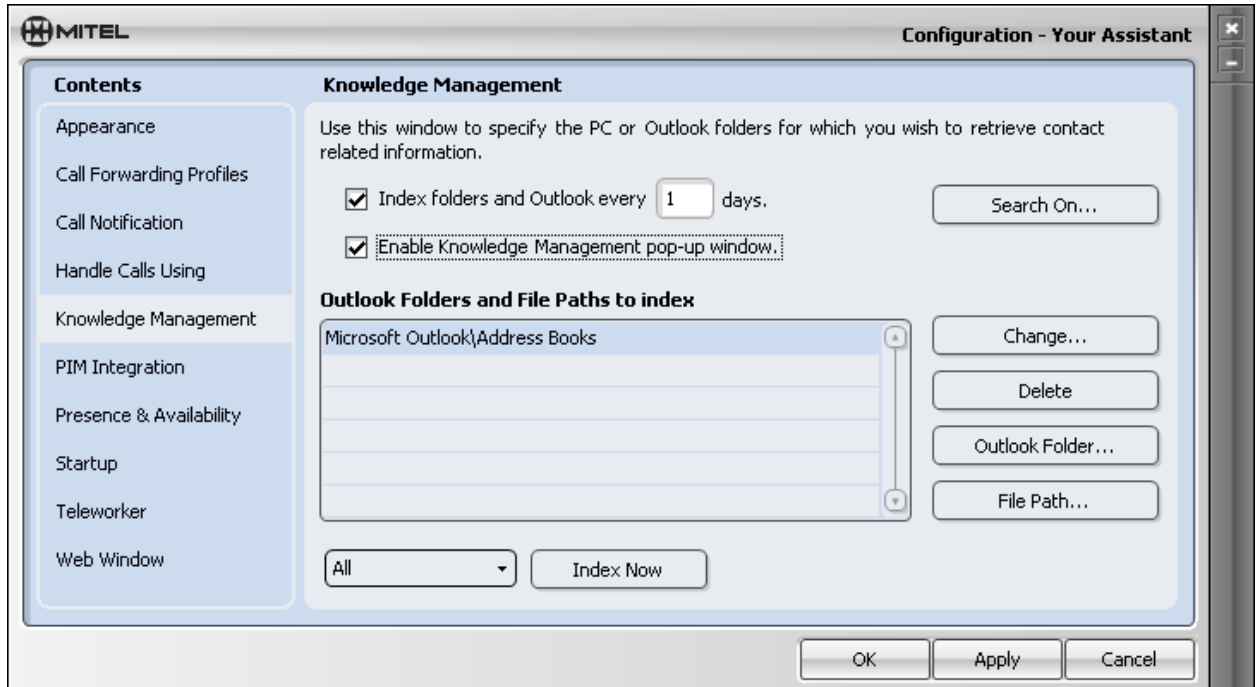 MITEL
Configuration - Your Assistant
Contents
Appearance
Call Forwarding Profiles
Call Notification
Handle Calls Using
Knowledge Management
PIM Integration
Presence & Availability
Startup
Teleworker
Web Window
Knowledge Management
Use this window to specify the PC or Outlook folders for which you wish to retrieve contact
related information.
Index folders and Outlook every 1 days.
Search On...
Enable Knowledge Management pop-up window.
Outlook Folders and File Paths to index
Microsoft Outlook\Address Books
Change...
Delete
Outlook Folder...
File Path...
All
Index Now
OK
Apply
Cancel